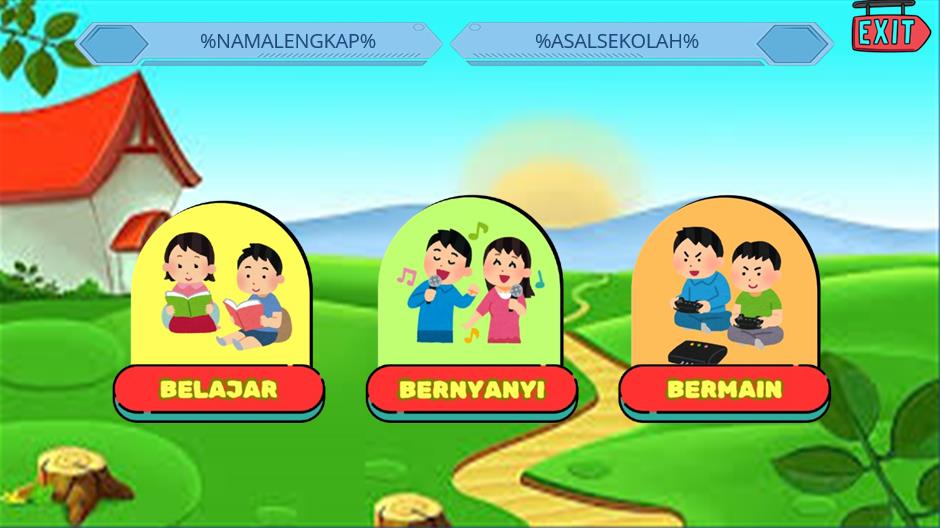 %NAMALENGKAP%
%ASALSEKOLAH%
EXIT
BELAJAR
BERNYANYI
BERMAIN